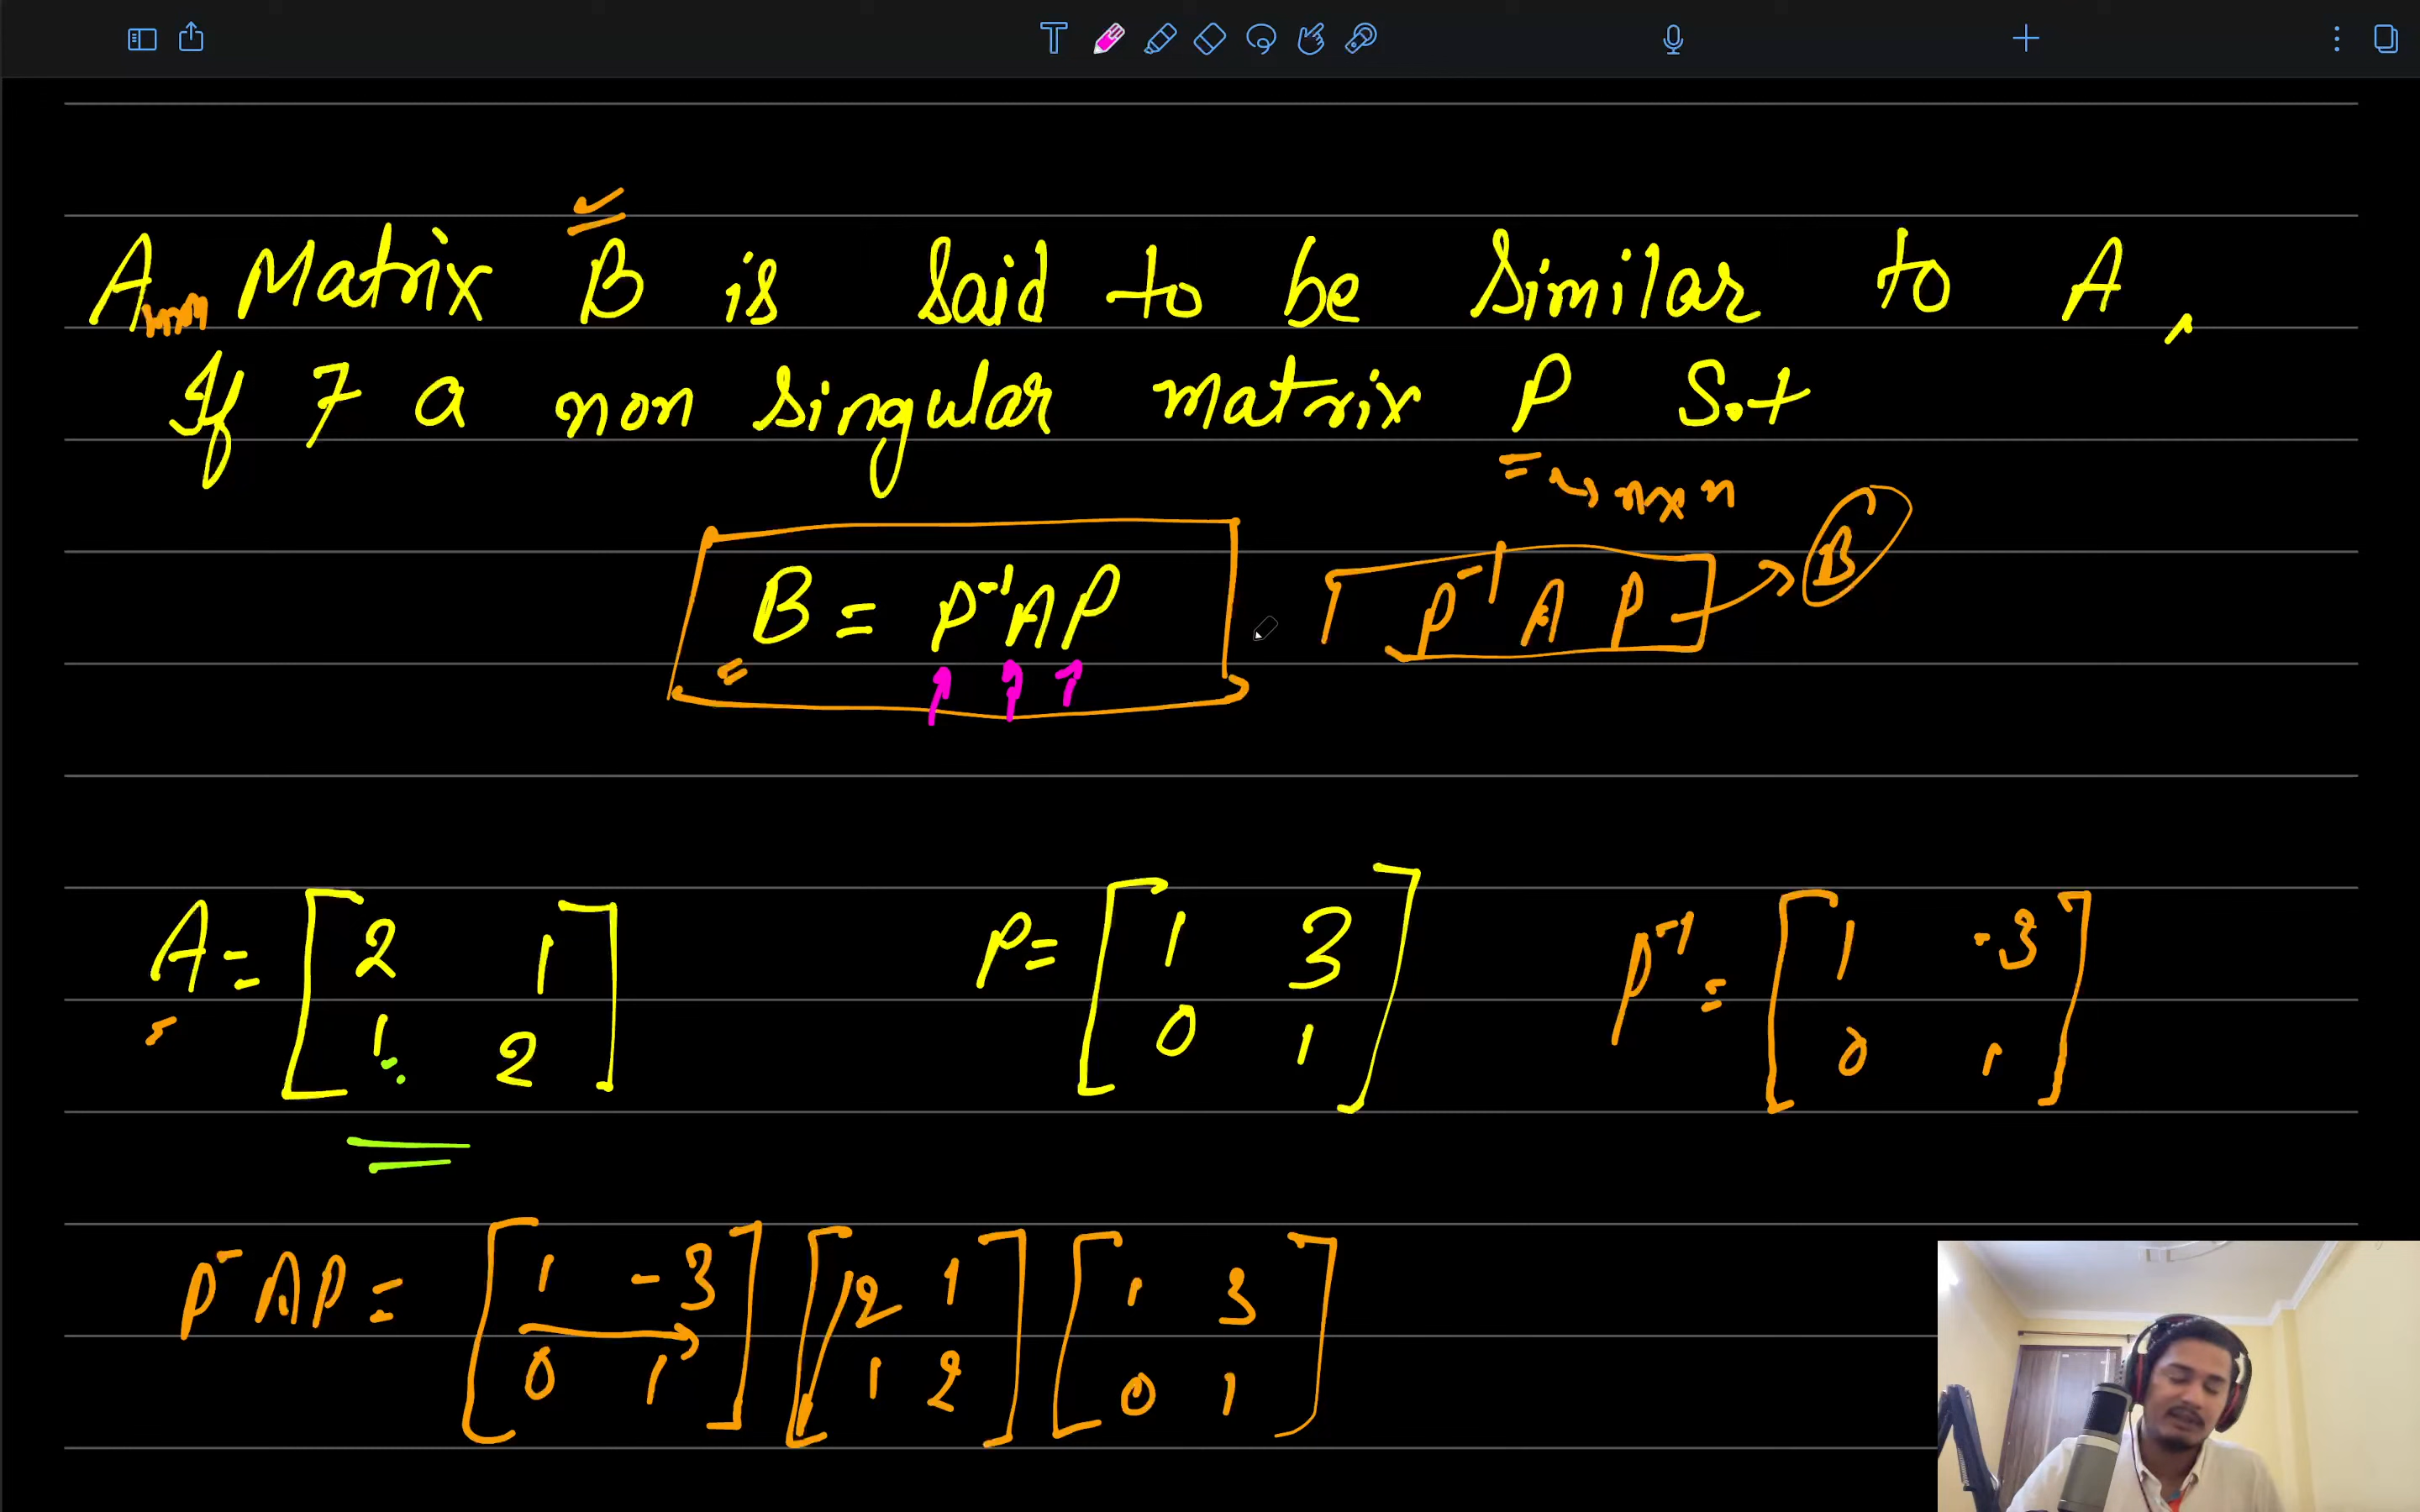 A n×n Matrix B is said to be Similar to A,
If ∃ a non singular matrix P S.t
n×n
B = P⁻¹AP
P⁻¹ A P → B
A = [2 1
1 2]
P = [1 3
0 1]
P⁻¹ = [1 -3
0 1]
P⁻ AP = [1 -3 [2 1 [1 3
0 1] 1 2] 0 1]